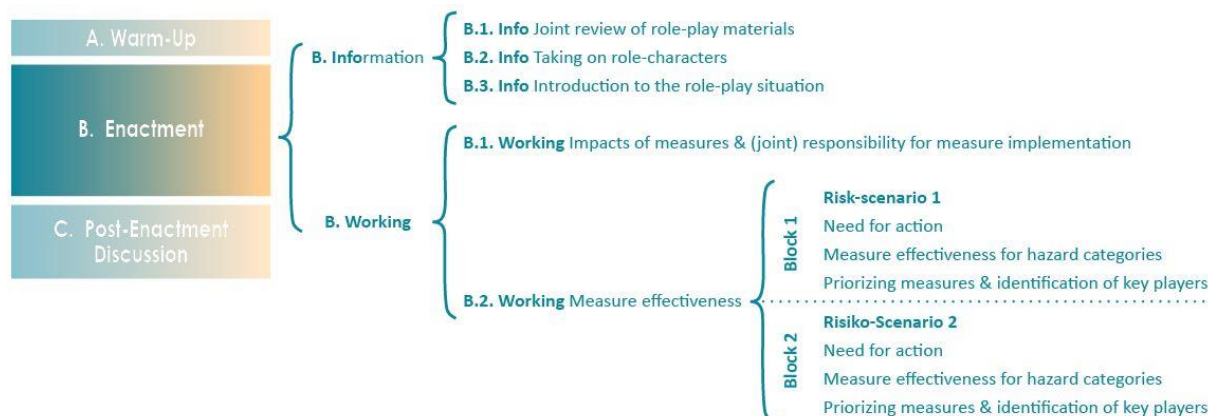 A. Warm-Up
B. Enactment
C. Post-Enactment
Discussion
B. Information
B.1. Info Joint review of role-play materials
B.2. Info Taking on role-characters
B.3. Info Introduction to the role-play situation
B. Working
B.1. Working Impacts of measures & (joint) responsibility for measure implementation
B.2. Working Measure effectiveness
Block 1
Risk-scenario 1
Need for action
Measure effectiveness for hazard categories
Priorizing measures & identification of key players
Block 2
Risiko-Scenario 2
Need for action
Measure effectiveness for hazard categories
Priorizing measures & identification of key players